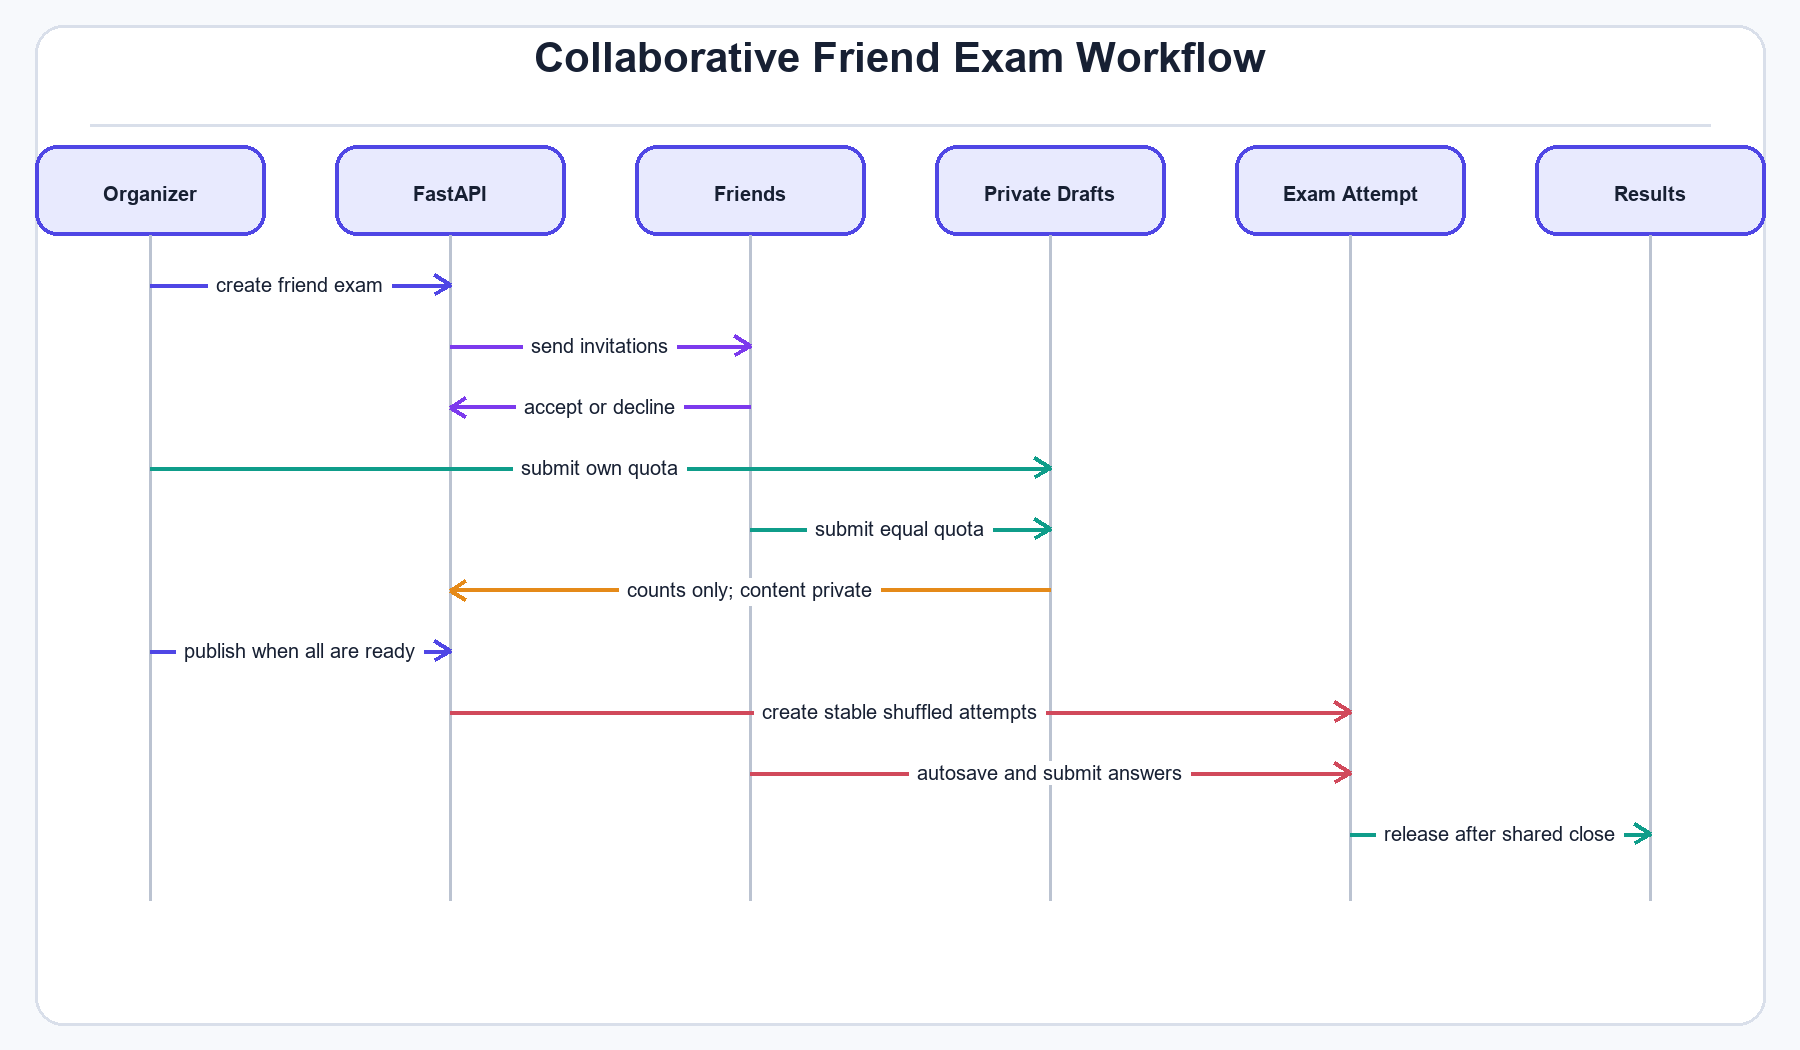 Collaborative Friend Exam Workflow
Organizer
FastAPI
Friends
Private Drafts
Exam Attempt
Results
create friend exam
send invitations
accept or decline
submit own quota
submit equal quota
counts only; content private
publish when all are ready
create stable shuffled attempts
autosave and submit answers
release after shared close